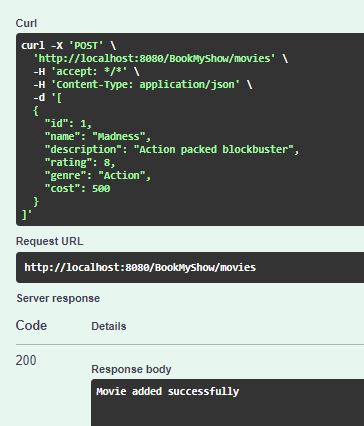 Curl
curl -X 'POST' \
  'http://localhost:8080/BookMyShow/movies' \
  -H 'accept: */*' \
  -H 'Content-Type: application/json' \
  -d '[
  {
    "id": 1,
    "name": "Madness",
    "description": "Action packed blockbuster",
    "rating": 8,
    "genre": "Action",
    "cost": 500
  }
]'
Request URL
http://localhost:8080/BookMyShow/movies
Server response
Code Details
200
Response body
Movie added successfully